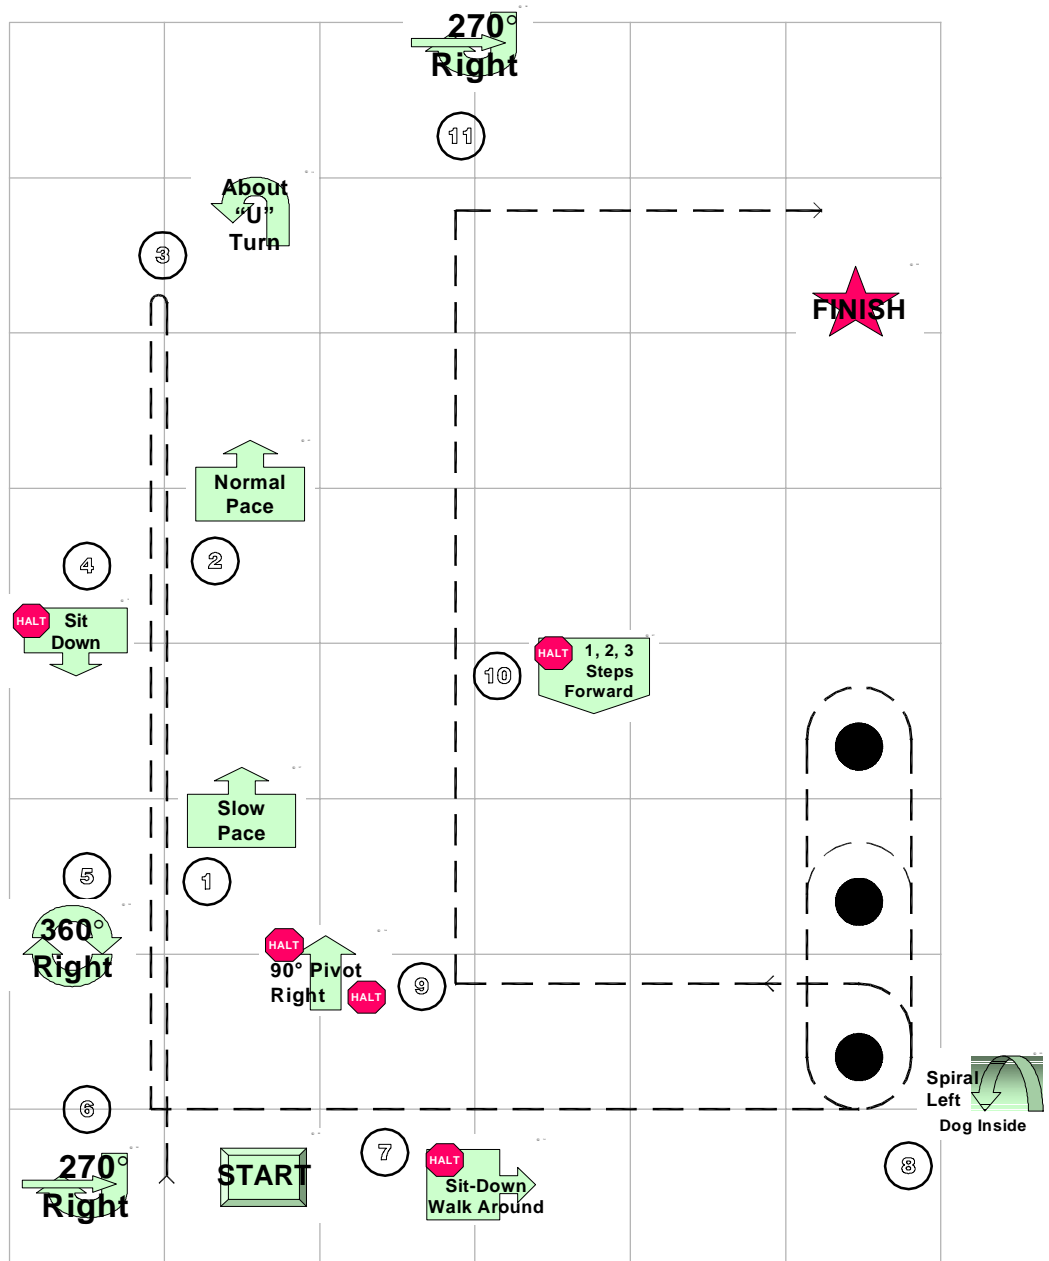 270°
Right
11
About
“U”
Turn
3
FINISH
Normal
Pace
2
4
HALT
Sit
Down
HALT
1, 2, 3
Steps
Forward
10
Slow
Pace
5
1
360°
Right
HALT
90° Pivot
Right
HALT
9
Spiral
Left
Dog Inside
6
7
8
270°
Right
START
HALT
Sit-Down
Walk Around